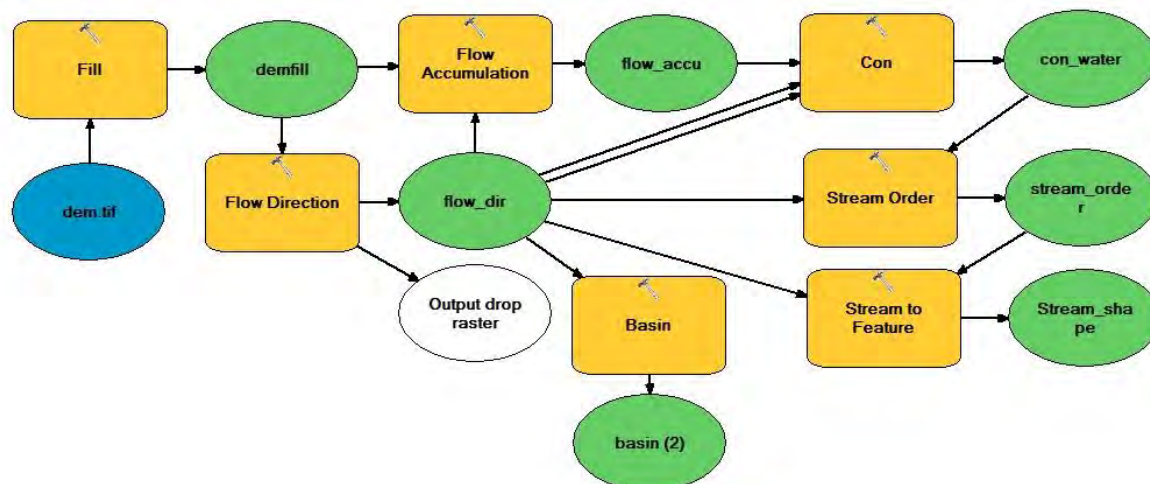 Fill
demfill
Flow
Accumulation
flow_accu
Con
con_water
dem.tif
Flow Direction
flow_dir
Stream Order
stream_orde
r
Output drop
raster
Basin
Stream to
Feature
Stream_sha
pe
basin (2)